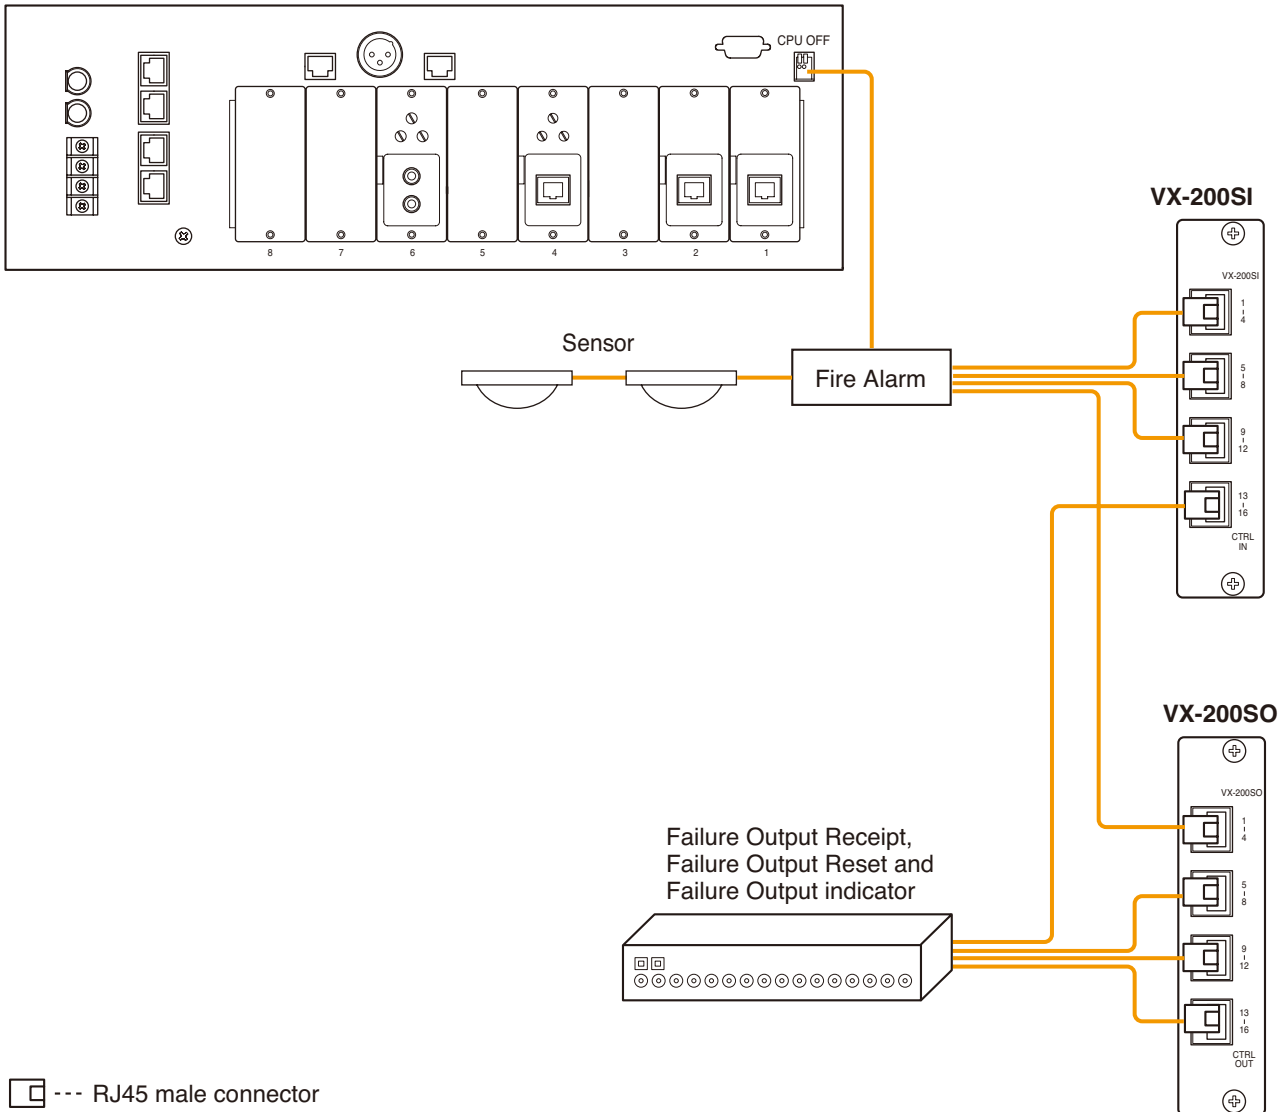 CPU OFF
8 7 6 5 4 3 2 1
VX-200SI
VX-200SI
1
4
5
8
9
12
13
16
CTRL
IN
Sensor
Fire Alarm
VX-200SO
VX-200SO
1
4
5
8
9
12
13
16
CTRL
OUT
Failure Output Receipt,
Failure Output Reset and
Failure Output indicator
--- RJ45 male connector